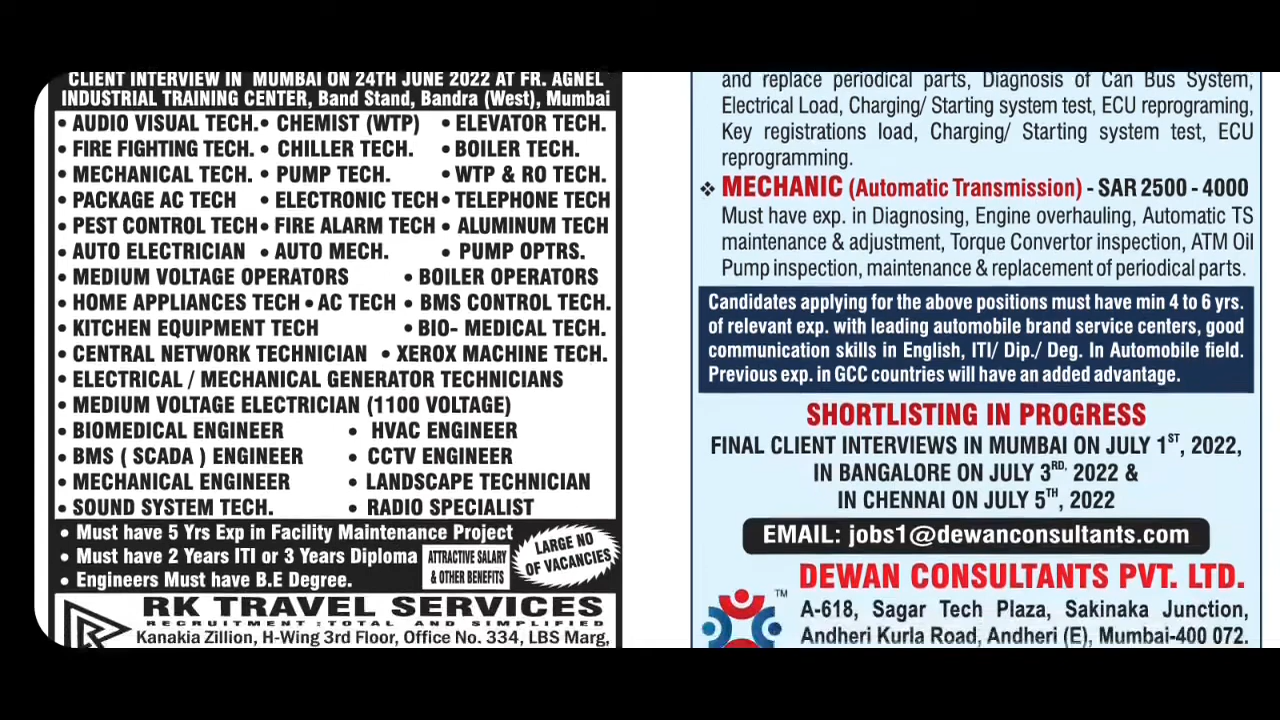 CLIENT INTERVIEW IN MUMBAI ON 24TH JUNE 2022 AT FR. AGNEL
INDUSTRIAL TRAINING CENTER, Band Stand, Bandra (West), Mumbai
• AUDIO VISUAL TECH. • CHEMIST (WTP) • ELEVATOR TECH.
• FIRE FIGHTING TECH. • CHILLER TECH. • BOILER TECH.
• MECHANICAL TECH. • PUMP TECH. • WTP & RO TECH.
• PACKAGE AC TECH • ELECTRONIC TECH • TELEPHONE TECH
• PEST CONTROL TECH • FIRE ALARM TECH • ALUMINUM TECH
• AUTO ELECTRICIAN • AUTO MECH. • PUMP OPTRS.
• MEDIUM VOLTAGE OPERATORS • BOILER OPERATORS
• HOME APPLIANCES TECH • AC TECH • BMS CONTROL TECH.
• KITCHEN EQUIPMENT TECH • BIO- MEDICAL TECH.
• CENTRAL NETWORK TECHNICIAN • XEROX MACHINE TECH.
• ELECTRICAL / MECHANICAL GENERATOR TECHNICIANS
• MEDIUM VOLTAGE ELECTRICIAN (1100 VOLTAGE)
• BIOMEDICAL ENGINEER • HVAC ENGINEER
• BMS ( SCADA ) ENGINEER • CCTV ENGINEER
• MECHANICAL ENGINEER • LANDSCAPE TECHNICIAN
• SOUND SYSTEM TECH. • RADIO SPECIALIST
• Must have 5 Yrs Exp in Facility Maintenance Project
• Must have 2 Years ITI or 3 Years Diploma
• Engineers Must have B.E Degree.
ATTRACTIVE SALARY
& OTHER BENEFITS
LARGE NO
OF VACANCIES
RK TRAVEL SERVICES
RECRUITMENT : TOTAL AND SIMPLIFIED
Kanakia Zillion, H-Wing 3rd Floor, Office No. 334, LBS Marg,
and replace periodical parts, Diagnosis of Can Bus System,
Electrical Load, Charging/ Starting system test, ECU reprograming,
Key registrations load, Charging/ Starting system test, ECU
reprogramming.
❖ MECHANIC (Automatic Transmission) - SAR 2500 - 4000
Must have exp. in Diagnosing, Engine overhauling, Automatic TS
maintenance & adjustment, Torque Convertor inspection, ATM Oil
Pump inspection, maintenance & replacement of periodical parts.
Candidates applying for the above positions must have min 4 to 6 yrs.
of relevant exp. with leading automobile brand service centers, good
communication skills in English, ITI/ Dip./ Deg. In Automobile field.
Previous exp. in GCC countries will have an added advantage.
SHORTLISTING IN PROGRESS
FINAL CLIENT INTERVIEWS IN MUMBAI ON JULY 1ST, 2022,
IN BANGALORE ON JULY 3RD, 2022 &
IN CHENNAI ON JULY 5TH, 2022
EMAIL: jobs1@dewanconsultants.com
DEWAN CONSULTANTS PVT. LTD.
TM
A-618, Sagar Tech Plaza, Sakinaka Junction,
Andheri Kurla Road, Andheri (E), Mumbai-400 072.